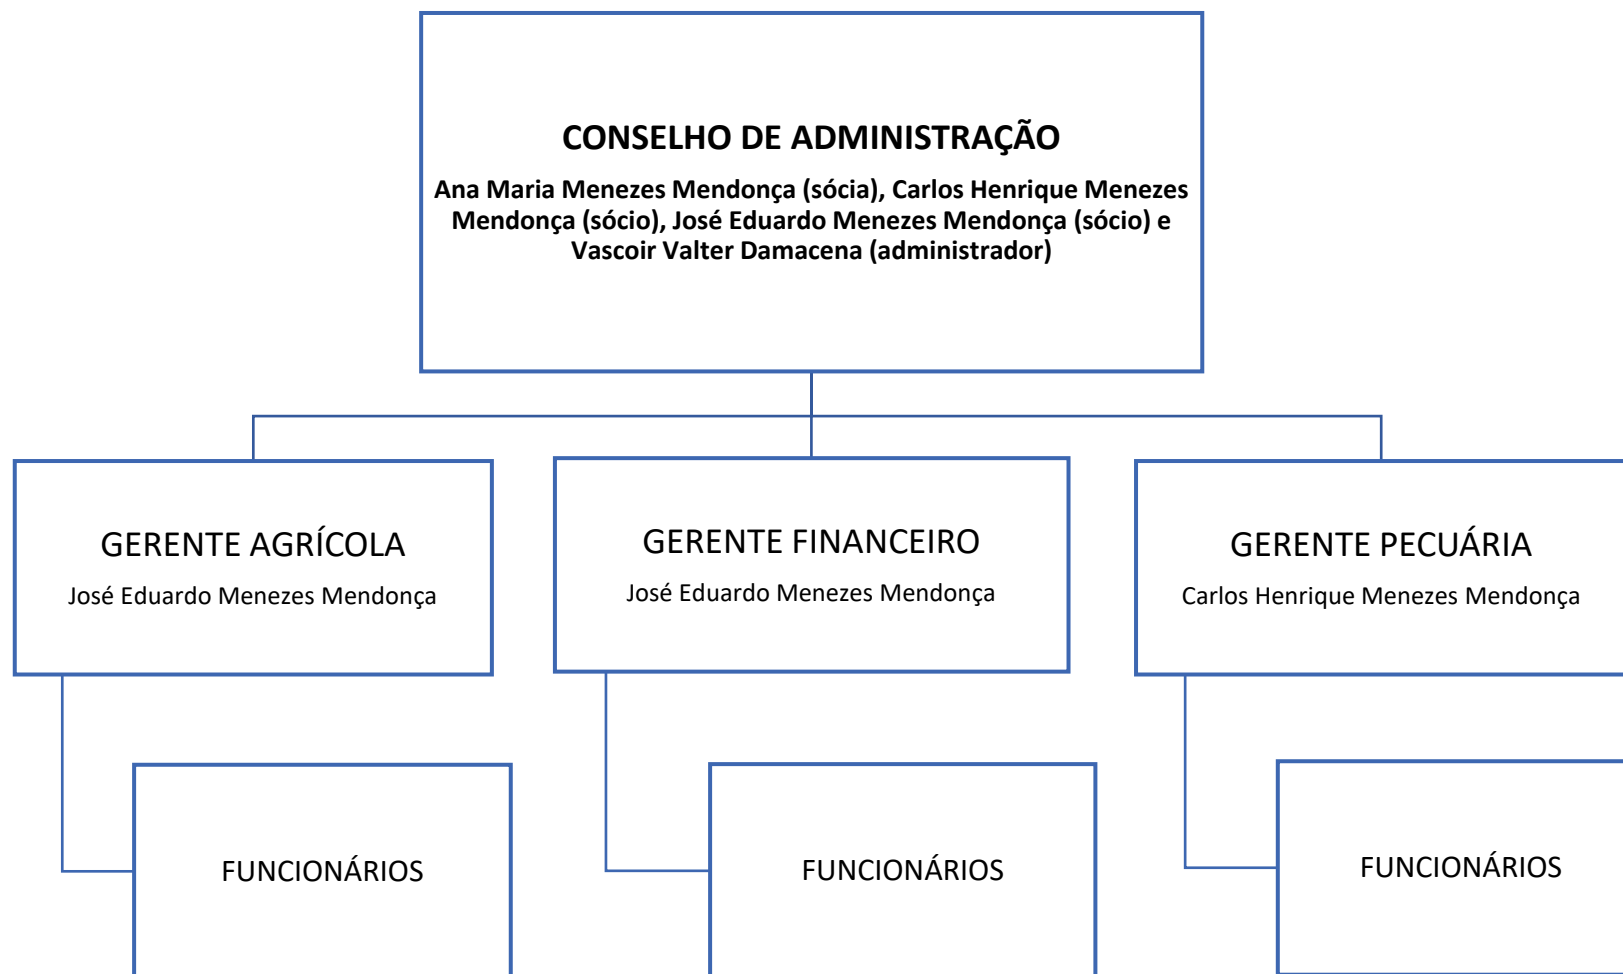 CONSELHO DE ADMINISTRAÇÃO
Ana Maria Menezes Mendonça (sócia), Carlos Henrique Menezes
Mendonça (sócio), José Eduardo Menezes Mendonça (sócio) e
Vascoir Valter Damacena (administrador)
GERENTE AGRÍCOLA
José Eduardo Menezes Mendonça
GERENTE FINANCEIRO
José Eduardo Menezes Mendonça
GERENTE PECUÁRIA
Carlos Henrique Menezes Mendonça
FUNCIONÁRIOS
FUNCIONÁRIOS
FUNCIONÁRIOS